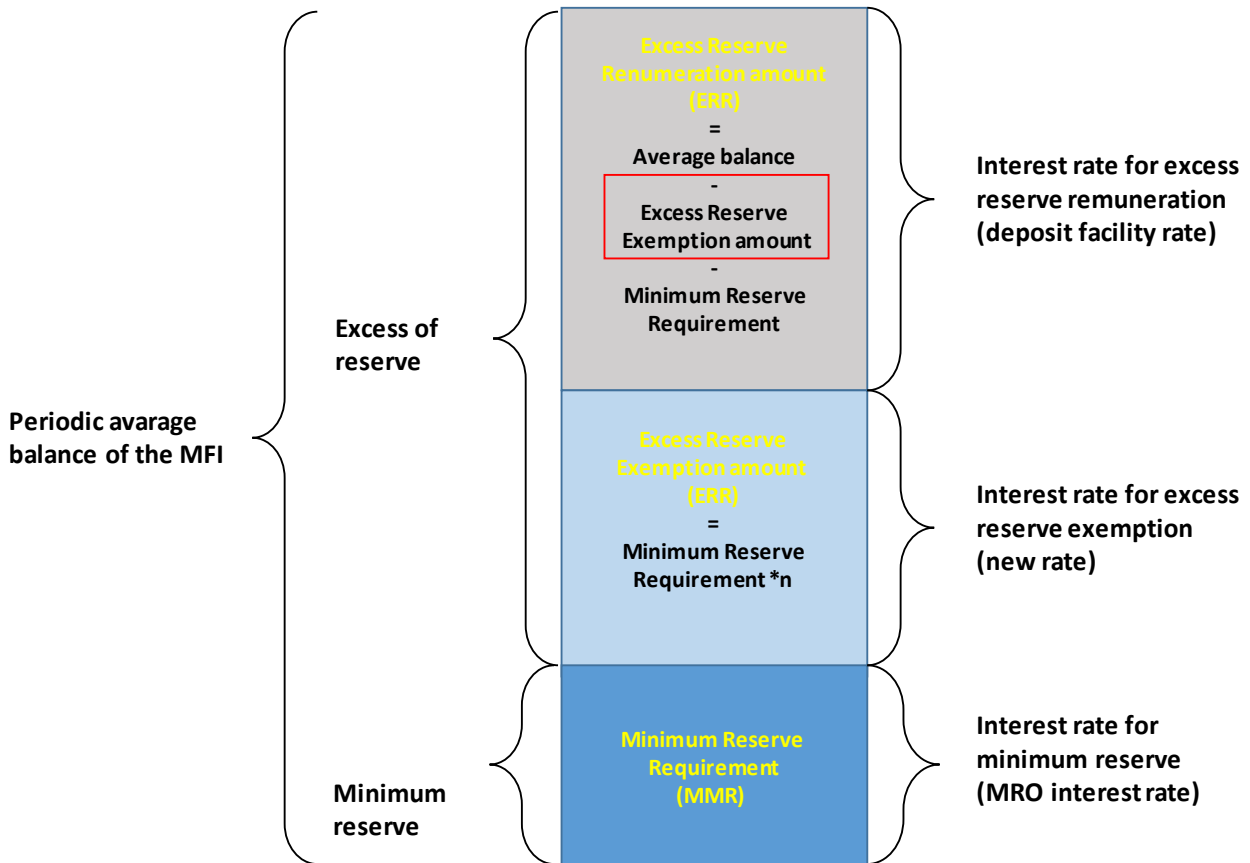 Periodic avarage
balance of the MFI
Excess of
reserve
Minimum
reserve
Excess Reserve
Renumeration amount
(ERR)
=
Average balance
-
Excess Reserve
Exemption amount
-
Minimum Reserve
Requirement
Excess Reserve
Exemption amount
(ERR)
=
Minimum Reserve
Requirement *n
Minimum Reserve
Requirement
(MMR)
Interest rate for excess
reserve remuneration
(deposit facility rate)
Interest rate for excess
reserve exemption
(new rate)
Interest rate for
minimum reserve
(MRO interest rate)